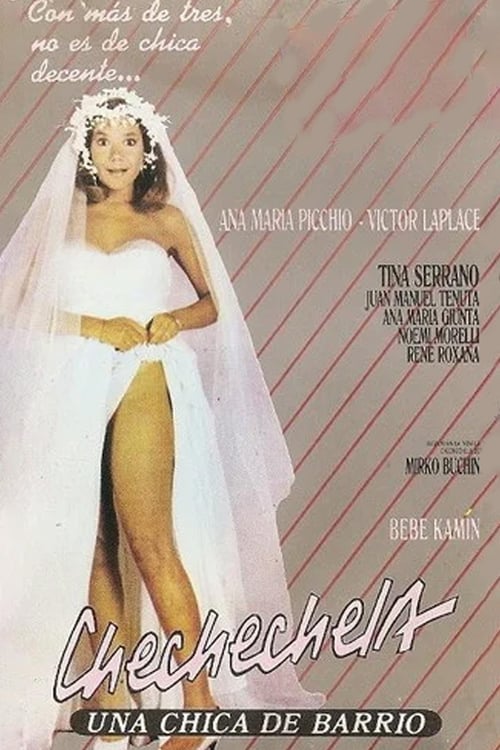 Con más de tres,
no es de chica
decente...
ANA MARIA PICCHIO - VICTOR LAPLACE
TINA SERRANO
JUAN MANUEL TENUTA
ANA MARIA GIUNTA
NOEMI MORELLI
RENE ROXANA
MIRKO BUCHIN
BEBE KAMÍN
Chechechela
UNA CHICA DE BARRIO